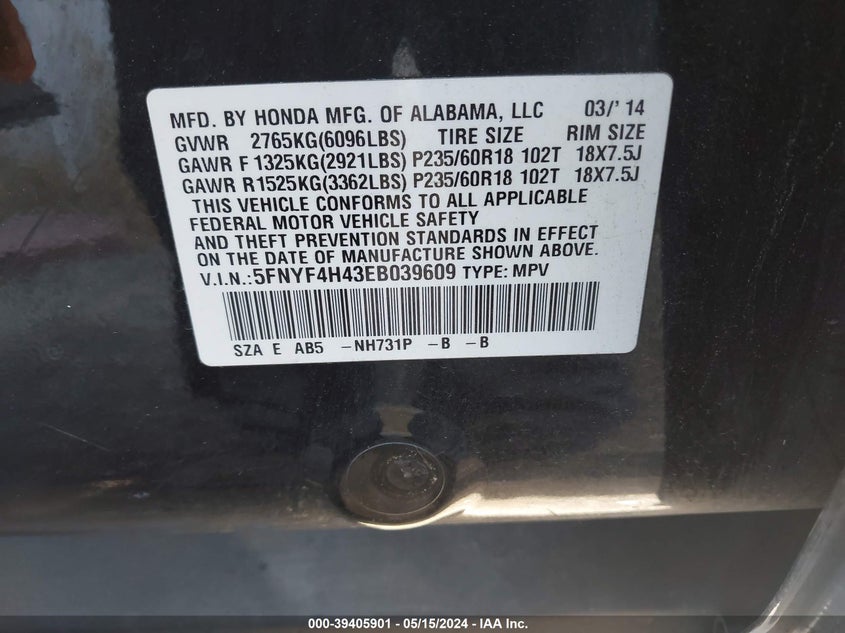 MFD. BY HONDA MFG. OF ALABAMA, LLC 03/'14
GVWR 2765KG(6096LBS) TIRE SIZE RIM SIZE
GAWR F 1325KG(2921LBS) P235/60R18 102T 18X7.5J
GAWR R1525KG(3362LBS) P235/60R18 102T 18X7.5J
THIS VEHICLE CONFORMS TO ALL APPLICABLE
FEDERAL MOTOR VEHICLE SAFETY
AND THEFT PREVENTION STANDARDS IN EFFECT
ON THE DATE OF MANUFACTURE SHOWN ABOVE.
V.I.N.:5FNYF4H43EB039609 TYPE: MPV
SZA E AB5 -NH731P -B -B
000-39405901 - 05/15/2024 - IAA Inc.